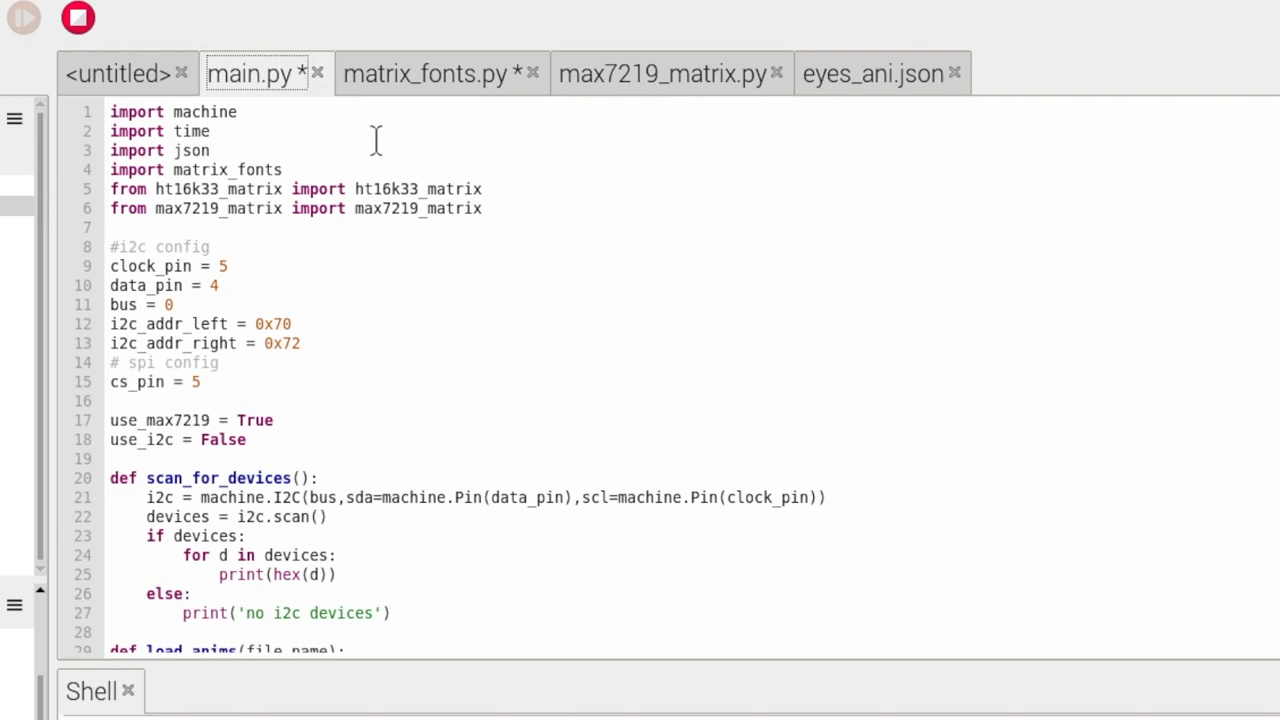 <untitled> main.py * matrix_fonts.py * max7219_matrix.py eyes_ani.json
1 import machine
2 import time
3 import json
4 import matrix_fonts
5 from ht16k33_matrix import ht16k33_matrix
6 from max7219_matrix import max7219_matrix
7
8 #i2c config
9 clock_pin = 5
10 data_pin = 4
11 bus = 0
12 i2c_addr_left = 0x70
13 i2c_addr_right = 0x72
14 # spi config
15 cs_pin = 5
16
17 use_max7219 = True
18 use_i2c = False
19
20 def scan_for_devices():
21     i2c = machine.I2C(bus,sda=machine.Pin(data_pin),scl=machine.Pin(clock_pin))
22     devices = i2c.scan()
23     if devices:
24         for d in devices:
25             print(hex(d))
26     else:
27         print('no i2c devices')
28
29 def load_anims(file_name):
Shell